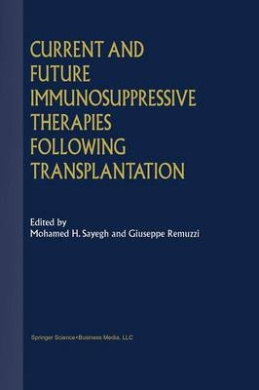 CURRENT AND
FUTURE
IMMUNOSUPPRESSIVE
THERAPIES
FOLLOWING
TRANSPLANTATION
Edited by
Mohamed H. Sayegh and Giuseppe Remuzzi
Springer Science+Business Media, LLC